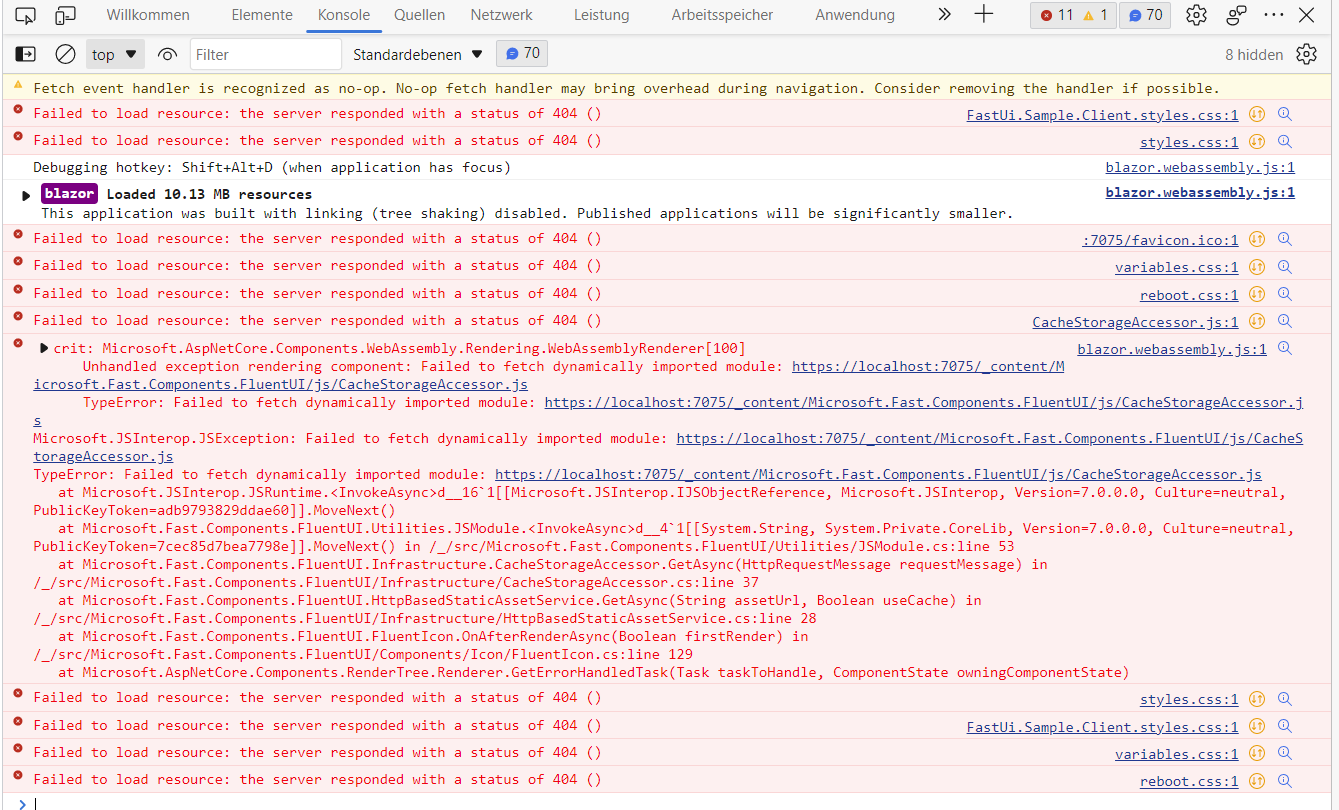 Willkommen Elemente Konsole Quellen Netzwerk Leistung Arbeitsspeicher Anwendung 11 1 70
top Filter Standardebenen 70 8 hidden
Fetch event handler is recognized as no-op. No-op fetch handler may bring overhead during navigation. Consider removing the handler if possible.
Failed to load resource: the server responded with a status of 404 () FastUi.Sample.Client.styles.css:1
Failed to load resource: the server responded with a status of 404 () styles.css:1
Debugging hotkey: Shift+Alt+D (when application has focus) blazor.webassembly.js:1
blazor Loaded 10.13 MB resources blazor.webassembly.js:1
This application was built with linking (tree shaking) disabled. Published applications will be significantly smaller.
Failed to load resource: the server responded with a status of 404 () :7075/favicon.ico:1
Failed to load resource: the server responded with a status of 404 () variables.css:1
Failed to load resource: the server responded with a status of 404 () reboot.css:1
Failed to load resource: the server responded with a status of 404 () CacheStorageAccessor.js:1
crit: Microsoft.AspNetCore.Components.WebAssembly.Rendering.WebAssemblyRenderer[100] blazor.webassembly.js:1
Unhandled exception rendering component: Failed to fetch dynamically imported module: https://localhost:7075/_content/M
icrosoft.Fast.Components.FluentUI/js/CacheStorageAccessor.js
TypeError: Failed to fetch dynamically imported module: https://localhost:7075/_content/Microsoft.Fast.Components.FluentUI/js/CacheStorageAccessor.j
s
Microsoft.JSInterop.JSException: Failed to fetch dynamically imported module: https://localhost:7075/_content/Microsoft.Fast.Components.FluentUI/js/CacheS
torageAccessor.js
TypeError: Failed to fetch dynamically imported module: https://localhost:7075/_content/Microsoft.Fast.Components.FluentUI/js/CacheStorageAccessor.js
at Microsoft.JSInterop.JSRuntime.<InvokeAsync>d__16`1[[Microsoft.JSInterop.IJSObjectReference, Microsoft.JSInterop, Version=7.0.0.0, Culture=neutral,
PublicKeyToken=adb9793829ddae60]].MoveNext()
at Microsoft.Fast.Components.FluentUI.Utilities.JSModule.<InvokeAsync>d__4`1[[System.String, System.Private.CoreLib, Version=7.0.0.0, Culture=neutral,
PublicKeyToken=7cec85d7bea7798e]].MoveNext() in /_/src/Microsoft.Fast.Components.FluentUI/Utilities/JSModule.cs:line 53
at Microsoft.Fast.Components.FluentUI.Infrastructure.CacheStorageAccessor.GetAsync(HttpRequestMessage requestMessage) in
/_/src/Microsoft.Fast.Components.FluentUI/Infrastructure/CacheStorageAccessor.cs:line 37
at Microsoft.Fast.Components.FluentUI.HttpBasedStaticAssetService.GetAsync(String assetUrl, Boolean useCache) in
/_/src/Microsoft.Fast.Components.FluentUI/Infrastructure/HttpBasedStaticAssetService.cs:line 28
at Microsoft.Fast.Components.FluentUI.FluentIcon.OnAfterRenderAsync(Boolean firstRender) in
/_/src/Microsoft.Fast.Components.FluentUI/Components/Icon/FluentIcon.cs:line 129
at Microsoft.AspNetCore.Components.RenderTree.Renderer.GetErrorHandledTask(Task taskToHandle, ComponentState owningComponentState)
Failed to load resource: the server responded with a status of 404 () styles.css:1
Failed to load resource: the server responded with a status of 404 () FastUi.Sample.Client.styles.css:1
Failed to load resource: the server responded with a status of 404 () variables.css:1
Failed to load resource: the server responded with a status of 404 () reboot.css:1